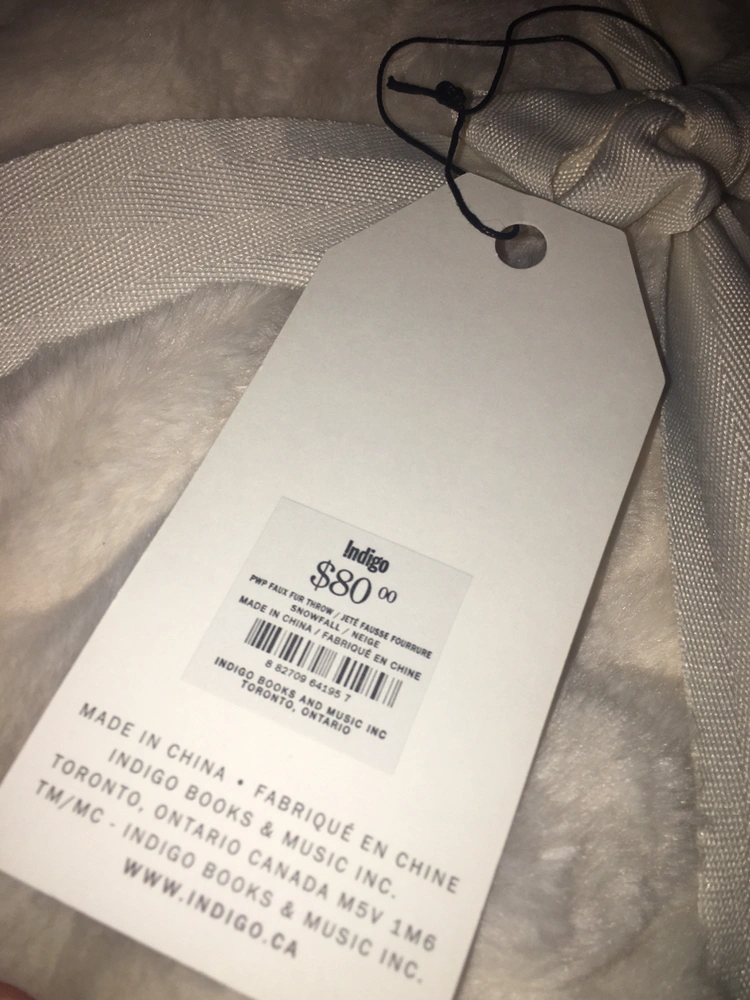 !ndigo
$80 00
PWP FAUX FUR THROW / JETÉ FAUSSE FOURRURE
SNOWFALL / NEIGE
MADE IN CHINA / FABRIQUÉ EN CHINE
8 82709 64195 7
INDIGO BOOKS AND MUSIC INC
TORONTO, ONTARIO
MADE IN CHINA • FABRIQUÉ EN CHINE
INDIGO BOOKS & MUSIC INC.
TORONTO, ONTARIO CANADA M5V 1M6
TM/MC - INDIGO BOOKS & MUSIC INC.
WWW.INDIGO.CA